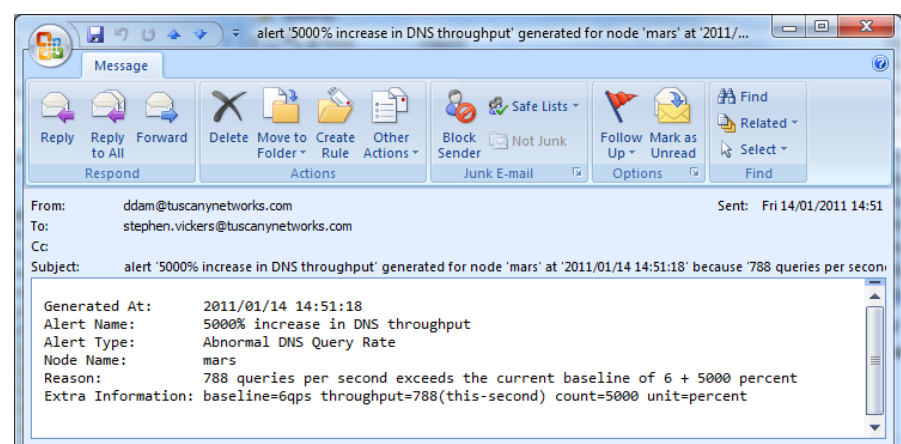 alert '5000% increase in DNS throughput' generated for node 'mars' at '2011/...
Message
Reply
Reply to All
Forward
Respond
Delete
Move to Folder
Create Rule
Other Actions
Actions
Block Sender
Safe Lists
Not Junk
Junk E-mail
Follow Up
Mark as Unread
Options
Find
Related
Select
Find
From: ddam@tuscanynetworks.com Sent: Fri 14/01/2011 14:51
To: stephen.vickers@tuscanynetworks.com
Cc:
Subject: alert '5000% increase in DNS throughput' generated for node 'mars' at '2011/01/14 14:51:18' because '788 queries per secon
Generated At: 2011/01/14 14:51:18
Alert Name: 5000% increase in DNS throughput
Alert Type: Abnormal DNS Query Rate
Node Name: mars
Reason: 788 queries per second exceeds the current baseline of 6 + 5000 percent
Extra Information: baseline=6qps throughput=788(this-second) count=5000 unit=percent